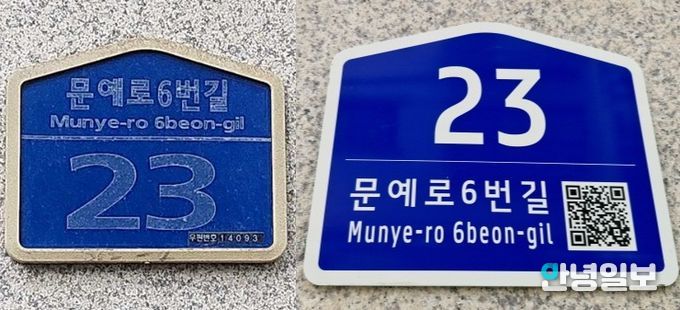 문예로6번길
Munye-ro 6beon-gil
23
우편번호 14093
23
문예로6번길
Munye-ro 6beon-gil
안녕일보